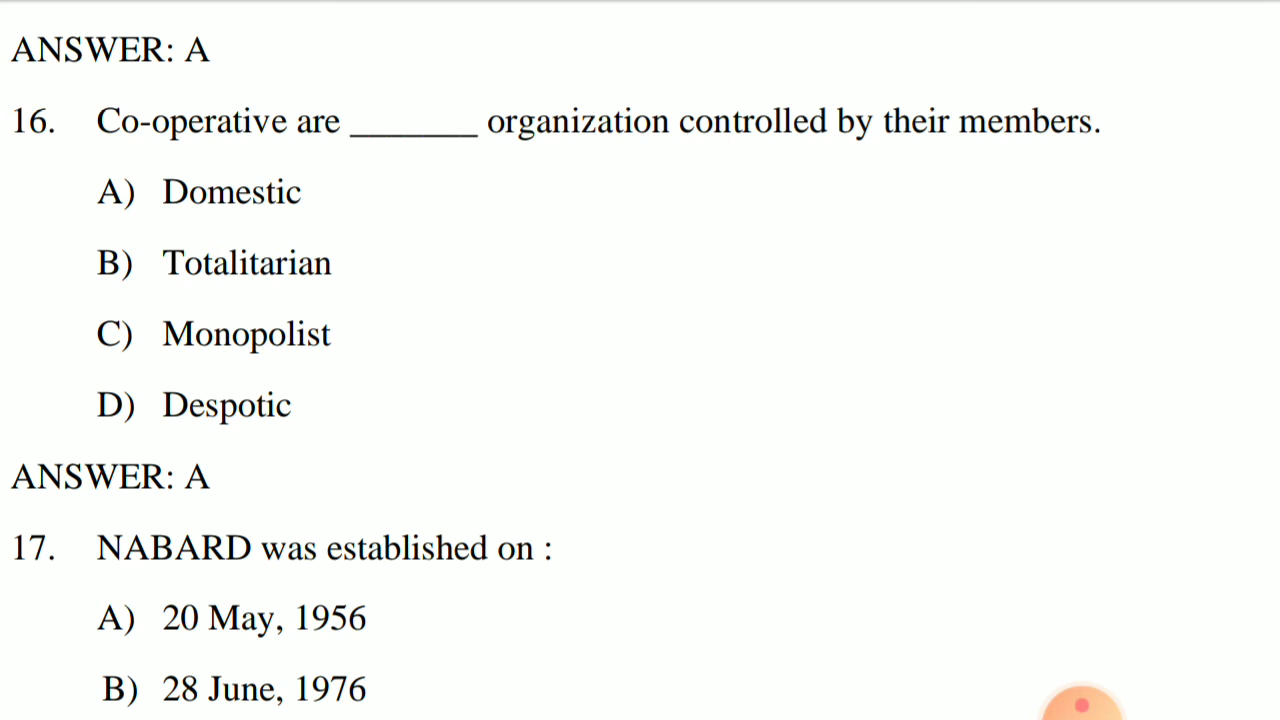 ANSWER: A
16. Co-operative are _______ organization controlled by their members.
A) Domestic
B) Totalitarian
C) Monopolist
D) Despotic
ANSWER: A
17. NABARD was established on :
A) 20 May, 1956
B) 28 June, 1976